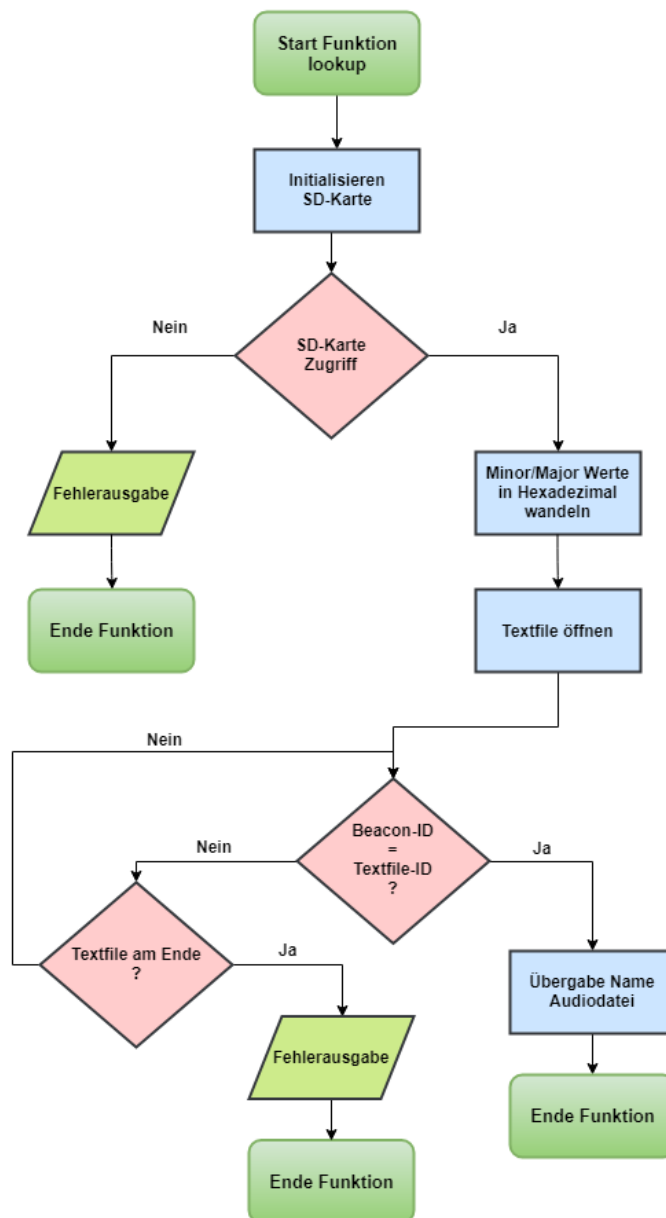 Start Funktion
lookup
Initialisieren
SD-Karte
Nein
Ja
SD-Karte
Zugriff
Fehlerausgabe
Minor/Major Werte
in Hexadezimal
wandeln
Ende Funktion
Textfile öffnen
Nein
Beacon-ID
=
Textfile-ID
?
Nein
Ja
Textfile am Ende
?
Ja
Übergabe Name
Audiodatei
Fehlerausgabe
Ende Funktion
Ende Funktion